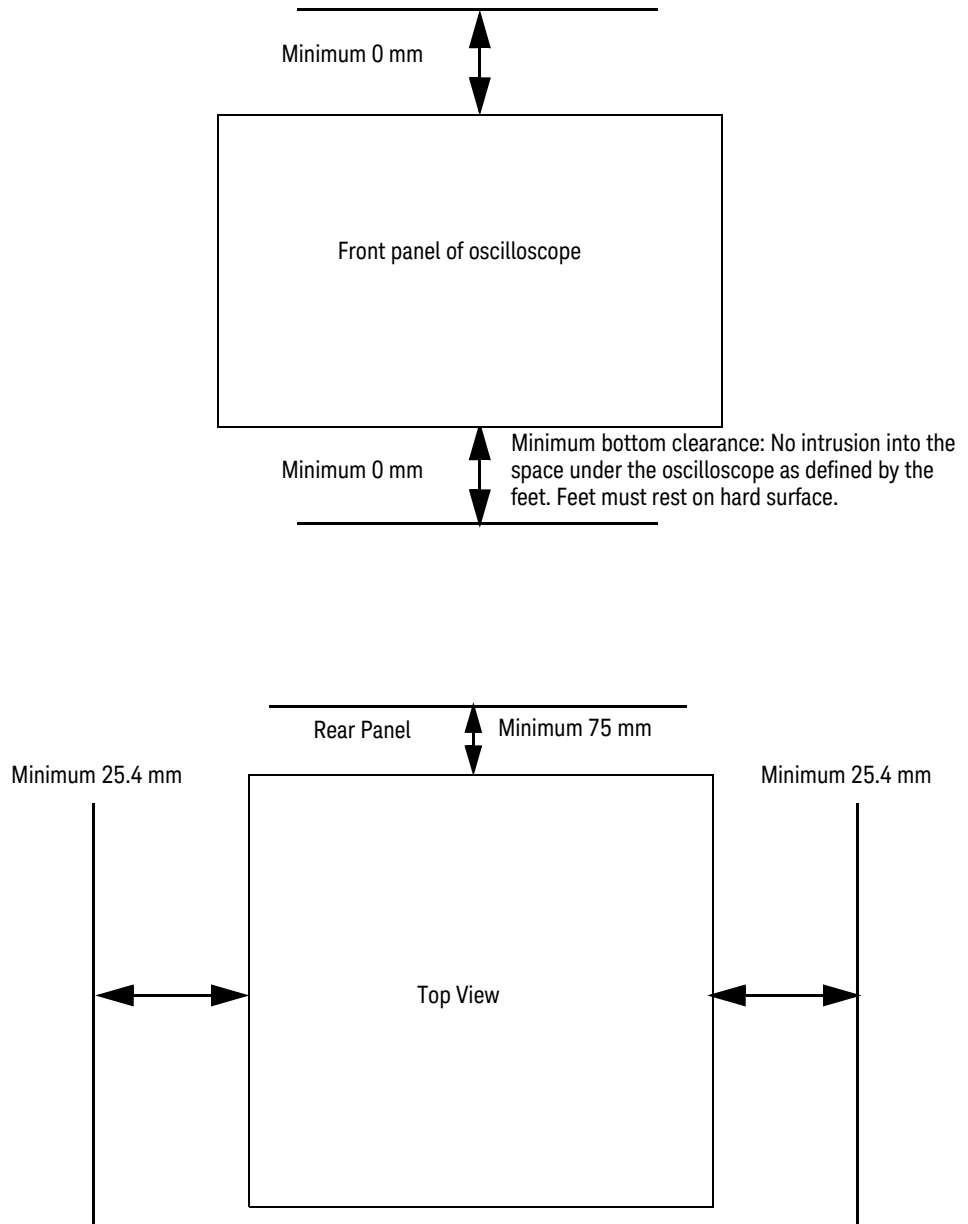 Minimum 0 mm
Front panel of oscilloscope
Minimum 0 mm
Minimum bottom clearance: No intrusion into the
space under the oscilloscope as defined by the
feet. Feet must rest on hard surface.
Rear Panel
Minimum 75 mm
Minimum 25.4 mm
Minimum 25.4 mm
Top View